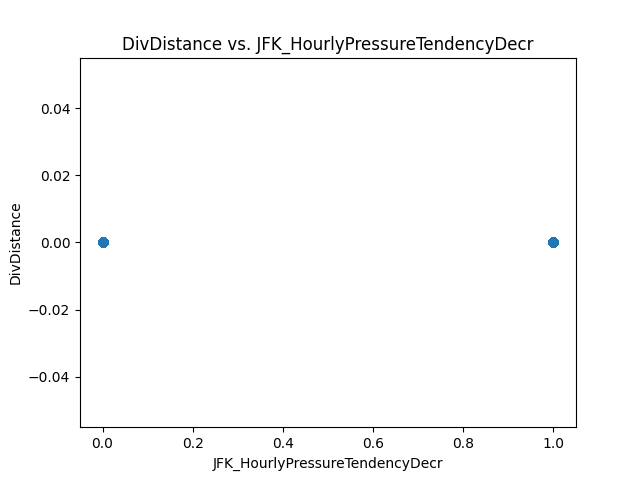 DivDistance vs. JFK_HourlyPressureTendencyDecr
0.04
0.02
0.00
−0.02
−0.04
DivDistance
0.0 0.2 0.4 0.6 0.8 1.0
JFK_HourlyPressureTendencyDecr